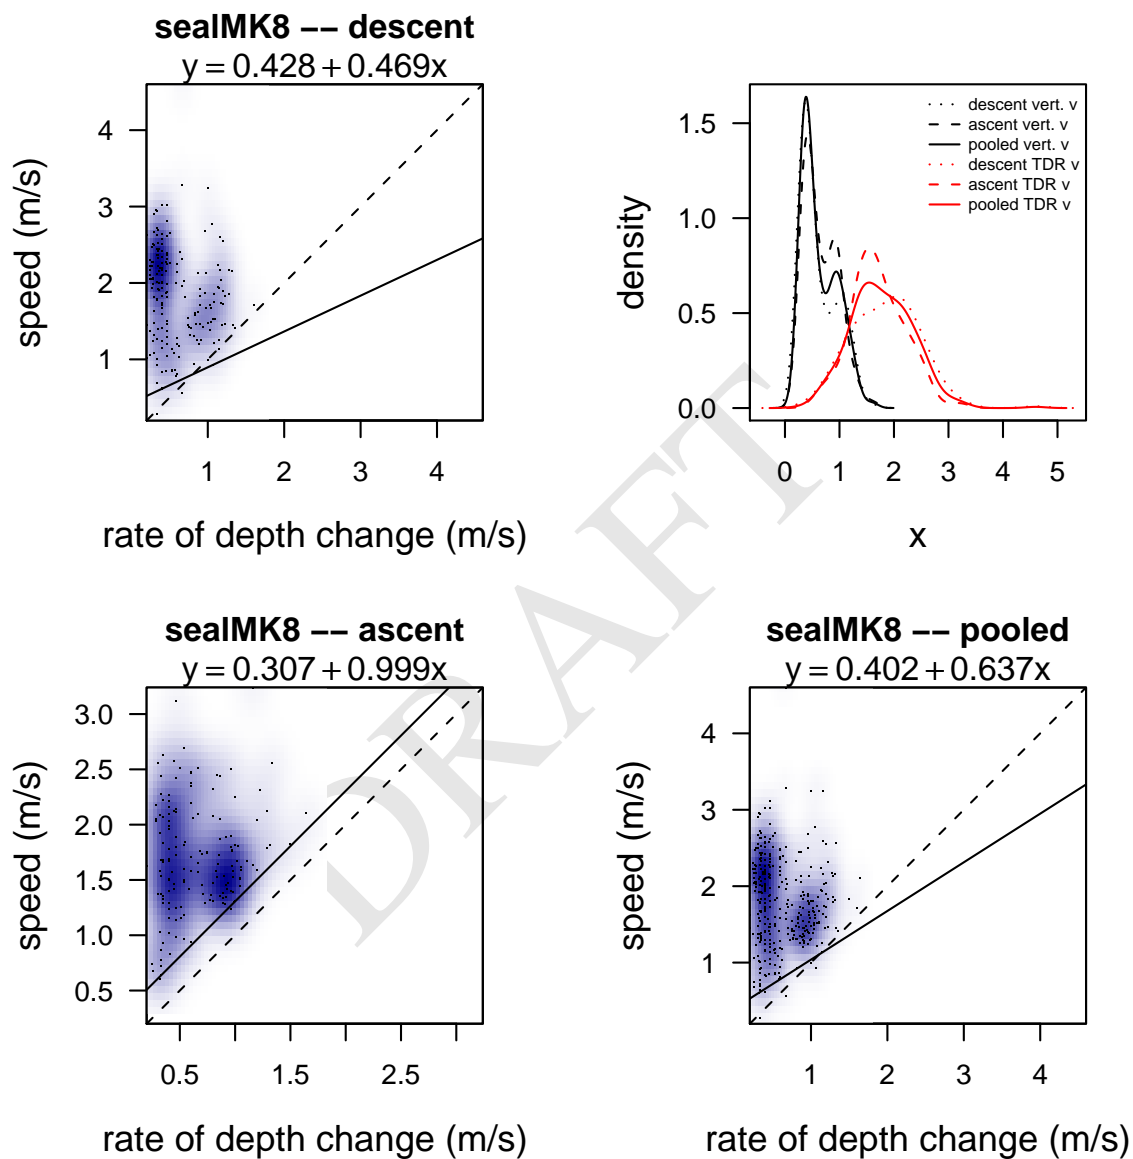 sealMK8 −− descent
y = 0.428 + 0.469x
speed (m/s)
4
3
2
1
1 2 3 4
rate of depth change (m/s)
density
1.5
1.0
0.5
0.0
descent vert. v
ascent vert. v
pooled vert. v
descent TDR v
ascent TDR v
pooled TDR v
0 1 2 3 4 5
x
DRAFT
sealMK8 −− ascent
y = 0.307 + 0.999x
speed (m/s)
3.0
2.5
2.0
1.5
1.0
0.5
0.5 1.5 2.5
rate of depth change (m/s)
sealMK8 −− pooled
y = 0.402 + 0.637x
speed (m/s)
4
3
2
1
1 2 3 4
rate of depth change (m/s)